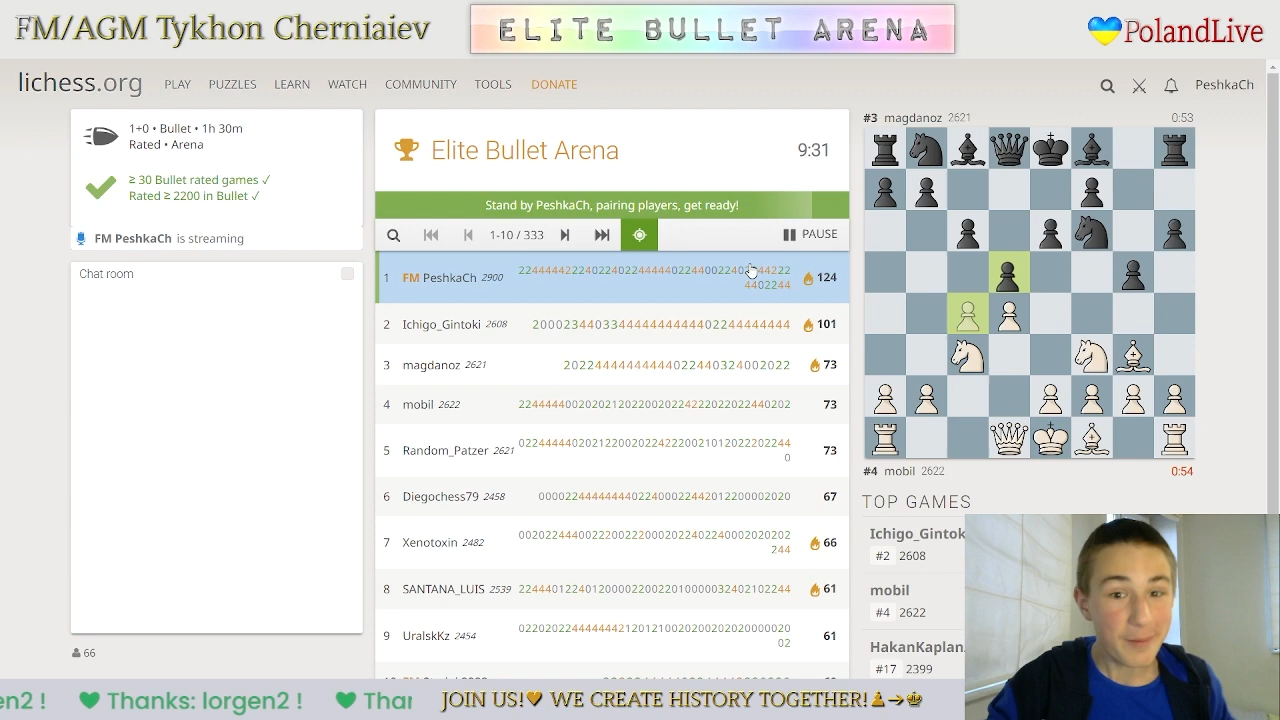 FM/AGM Tykhon Cherniaiev
ELITE BULLET ARENA
PolandLive
lichess.org
PLAY PUZZLES LEARN WATCH COMMUNITY TOOLS DONATE
PeshkaCh
1+0 • Bullet • 1h 30m
Rated • Arena
≥ 30 Bullet rated games ✓
Rated ≥ 2200 in Bullet ✓
FM PeshkaCh is streaming
Chat room
66
Elite Bullet Arena
9:31
Stand by PeshkaCh, pairing players, get ready!
1-10 / 333
PAUSE
1 FM PeshkaCh 2900 124
2 Ichigo_Gintoki 2608 101
3 magdanoz 2621 73
4 mobil 2622 73
5 Random_Patzer 2621 73
6 Diegochess79 2458 67
7 Xenotoxin 2482 66
8 SANTANA_LUIS 2539 61
9 UralskKz 2454 61
#3 magdanoz 2621 0:53
#4 mobil 2622 0:54
TOP GAMES
Ichigo_Gintok
#2 2608
mobil
#4 2622
HakanKaplan
#17 2399
en2 ! Thanks: lorgen2 ! Thar
JOIN US! WE CREATE HISTORY TOGETHER!